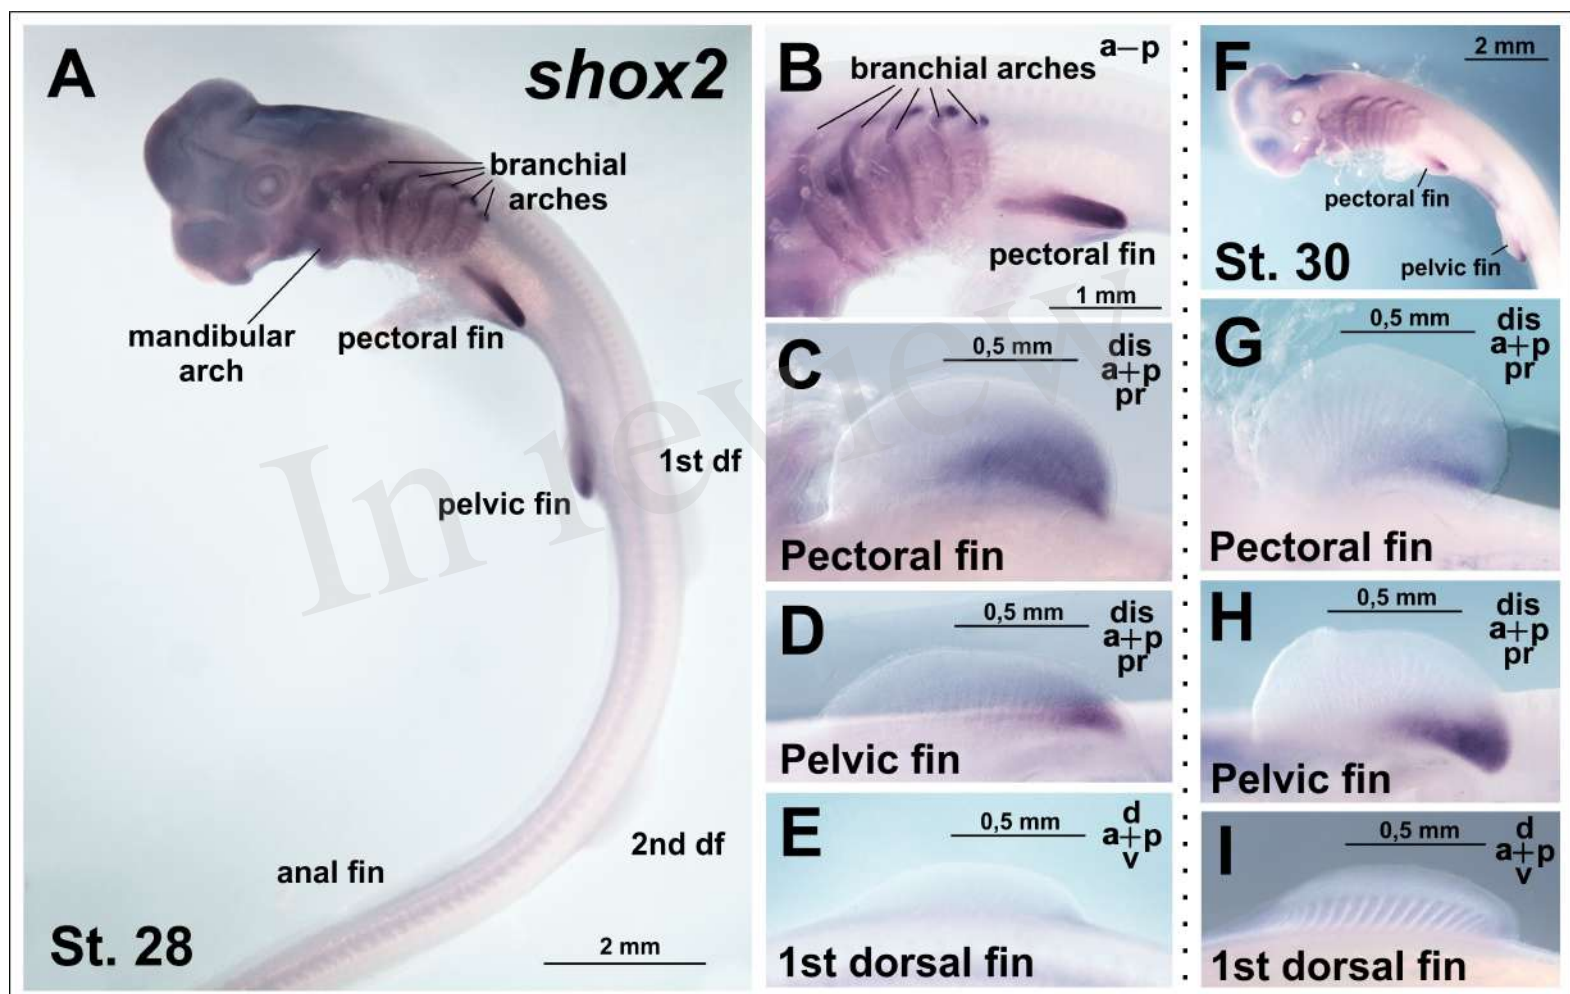 A
shox2
branchial
arches
mandibular
arch
pectoral fin
pelvic fin
1st df
2nd df
anal fin
St. 28
2 mm
B
a–p
branchial arches
pectoral fin
1 mm
C
0,5 mm
dis
a+p
pr
Pectoral fin
D
0,5 mm
dis
a+p
pr
Pelvic fin
E
0,5 mm
d
a+p
v
1st dorsal fin
F
2 mm
pectoral fin
pelvic fin
St. 30
G
0,5 mm
dis
a+p
pr
Pectoral fin
H
0,5 mm
dis
a+p
pr
Pelvic fin
I
0,5 mm
d
a+p
v
1st dorsal fin
In review